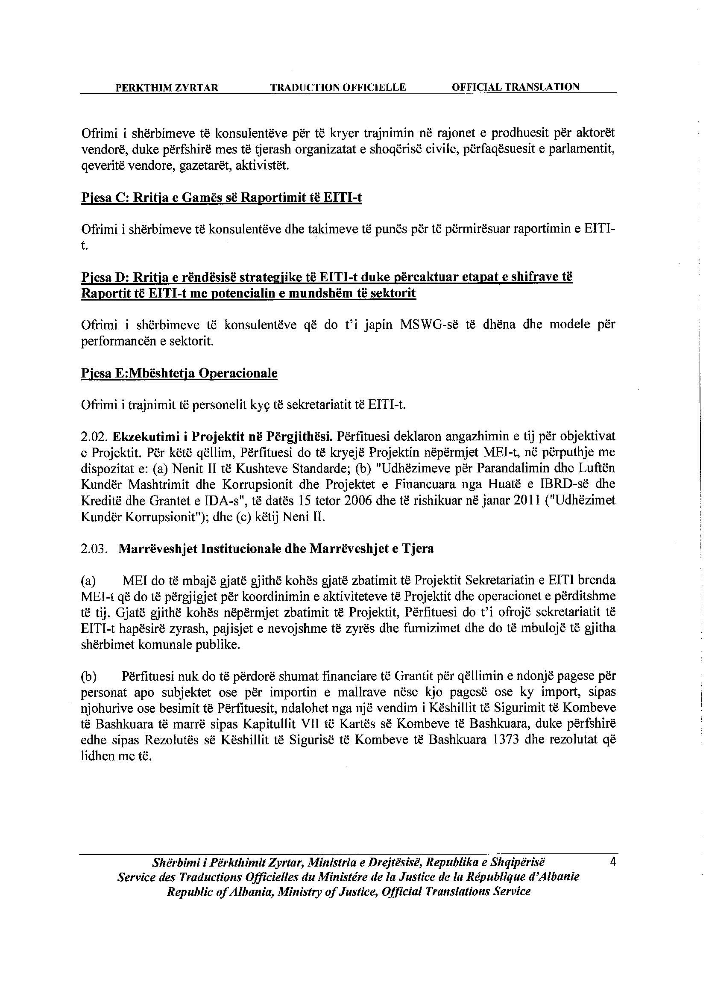 PERKTHIM ZYRTAR TRADUCTION OFFICIELLE OFFICIAL TRANSLATION
Ofrimi i shërbimeve të konsulentëve për të kryer trajnimin në rajonet e prodhuesit për aktorët
vendorë, duke përfshirë mes të tjerash organizatat e shoqërisë civile, përfaqësuesit e parlamentit,
qeveritë vendore, gazetarët, aktivistët.
Pjesa C: Rritja e Gamës së Raportimit të EITI-t
Ofrimi i shërbimeve të konsulentëve dhe takimeve të punës për të përmirësuar raportimin e EITI-
t.
Pjesa D: Rritja e rëndësisë strategjike të EITI-t duke përcaktuar etapat e shifrave të
Raportit të EITI-t me potencialin e mundshëm të sektorit
Ofrimi i shërbimeve të konsulentëve që do t’i japin MSWG-së të dhëna dhe modele për
performancën e sektorit.
Pjesa E:Mbështetja Operacionale
Ofrimi i trajnimit të personelit kyç të sekretariatit të EITI-t.
2.02. Ekzekutimi i Projektit në Përgjithësi. Përfituesi deklaron angazhimin e tij për objektivat
e Projektit. Për këtë qëllim, Përfituesi do të kryejë Projektin nëpërmjet MEI-t, në përputhje me
dispozitat e: (a) Nenit II të Kushteve Standarde; (b) "Udhëzimeve për Parandalimin dhe Luftën
Kundër Mashtrimit dhe Korrupsionit dhe Projektet e Financuara nga Huatë e IBRD-së dhe
Kreditë dhe Grantet e IDA-s", të datës 15 tetor 2006 dhe të rishikuar në janar 2011 ("Udhëzimet
Kundër Korrupsionit"); dhe (c) këtij Neni II.
2.03. Marrëveshjet Institucionale dhe Marrëveshjet e Tjera
(a) MEI do të mbajë gjatë gjithë kohës gjatë zbatimit të Projektit Sekretariatin e EITI brenda
MEI-t që do të përgjigjet për koordinimin e aktiviteteve të Projektit dhe operacionet e përditshme
të tij. Gjatë gjithë kohës nëpërmjet zbatimit të Projektit, Përfituesi do t’i ofrojë sekretariatit të
EITI-t hapësirë zyrash, pajisjet e nevojshme të zyrës dhe furnizimet dhe do të mbulojë të gjitha
shërbimet komunale publike.
(b) Përfituesi nuk do të përdorë shumat financiare të Grantit për qëllimin e ndonjë pagese për
personat apo subjektet ose për importin e mallrave nëse kjo pagesë ose ky import, sipas
njohurive ose besimit të Përfituesit, ndalohet nga një vendim i Këshillit të Sigurimit të Kombeve
të Bashkuara të marrë sipas Kapitullit VII të Kartës së Kombeve të Bashkuara, duke përfshirë
edhe sipas Rezolutës së Këshillit të Sigurisë të Kombeve të Bashkuara 1373 dhe rezolutat që
lidhen me të.
Shërbimi i Përkthimit Zyrtar, Ministria e Drejtësisë, Republika e Shqipërisë 4
Service des Traductions Officielles du Ministére de la Justice de la République d’Albanie
Republic of Albania, Ministry of Justice, Official Translations Service